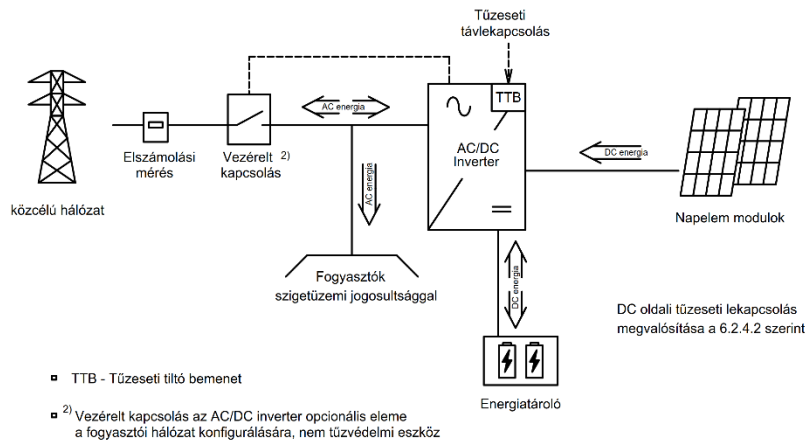 Tűzeseti
távlekapcsolás
TTB
AC energia
AC/DC
Inverter
DC energia
Elszámolási
mérés
Vezérelt 2)
kapcsolás
közcélú hálózat
AC energia
Napelem modulok
Fogyasztók
szigetüzemi jogosultsággal
DC energia
DC oldali tűzeseti lekapcsolás
megvalósítása a 6.2.4.2 szerint
Energiatároló
TTB - Tűzeseti tiltó bemenet
2) Vezérelt kapcsolás az AC/DC inverter opcionális eleme
a fogyasztói hálózat konfigurálására, nem tűzvédelmi eszköz